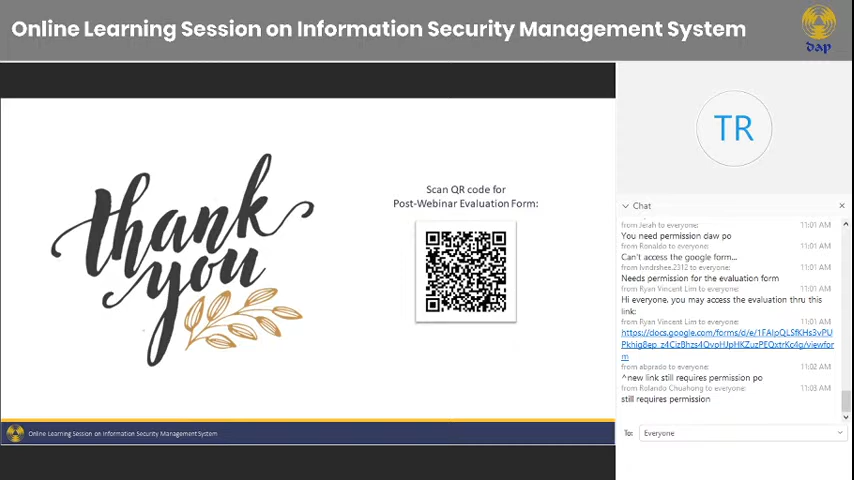 Online Learning Session on Information Security Management System
dap
thank
you
Scan QR code for
Post-Webinar Evaluation Form:
Online Learning Session on Information Security Management System
TR
Chat
from Jerah to everyone: 11:01 AM
You need permission daw po
from Ronaldo to everyone: 11:01 AM
Can't access the google form...
from to everyone: 11:01 AM
Needs permission for the evaluation form
from Ryan Vincent Lim to everyone: 11:01 AM
Hi everyone, you may access the evaluation thru this
link:
from Ryan Vincent Lim to everyone: 11:01 AM
from abprado to everyone: 11:02 AM
^new link still requires permission po
from Rolando Chuahong to everyone: 11:03 AM
still requires permission
To: Everyone